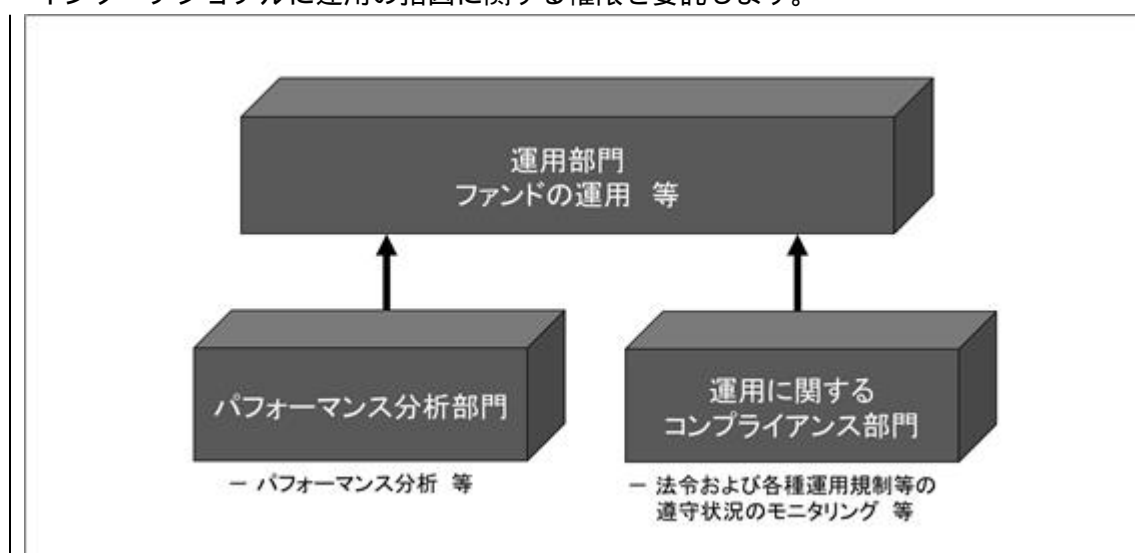 運用部門
ファンドの運用 等
パフォーマンス分析部門
運用に関する
コンプライアンス部門
－ パフォーマンス分析 等
－ 法令および各種運用規制等の
遵守状況のモニタリング 等